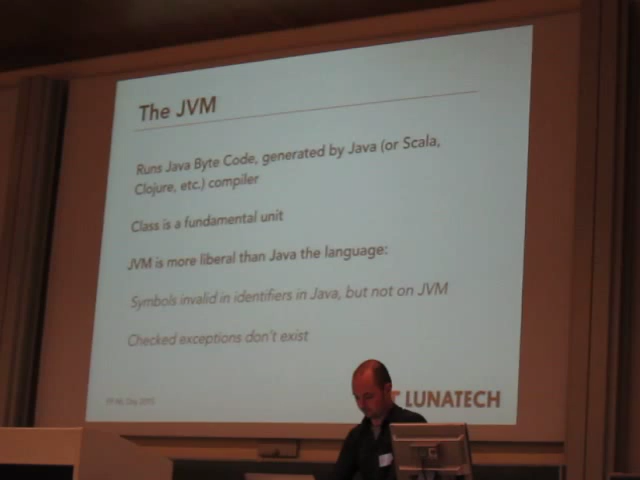 The JVM
Runs Java Byte Code, generated by Java (or Scala,
Clojure, etc.) compiler
Class is a fundamental unit
JVM is more liberal than Java the language:
Symbols invalid in identifiers in Java, but not on JVM
Checked exceptions don't exist
LUNATECH